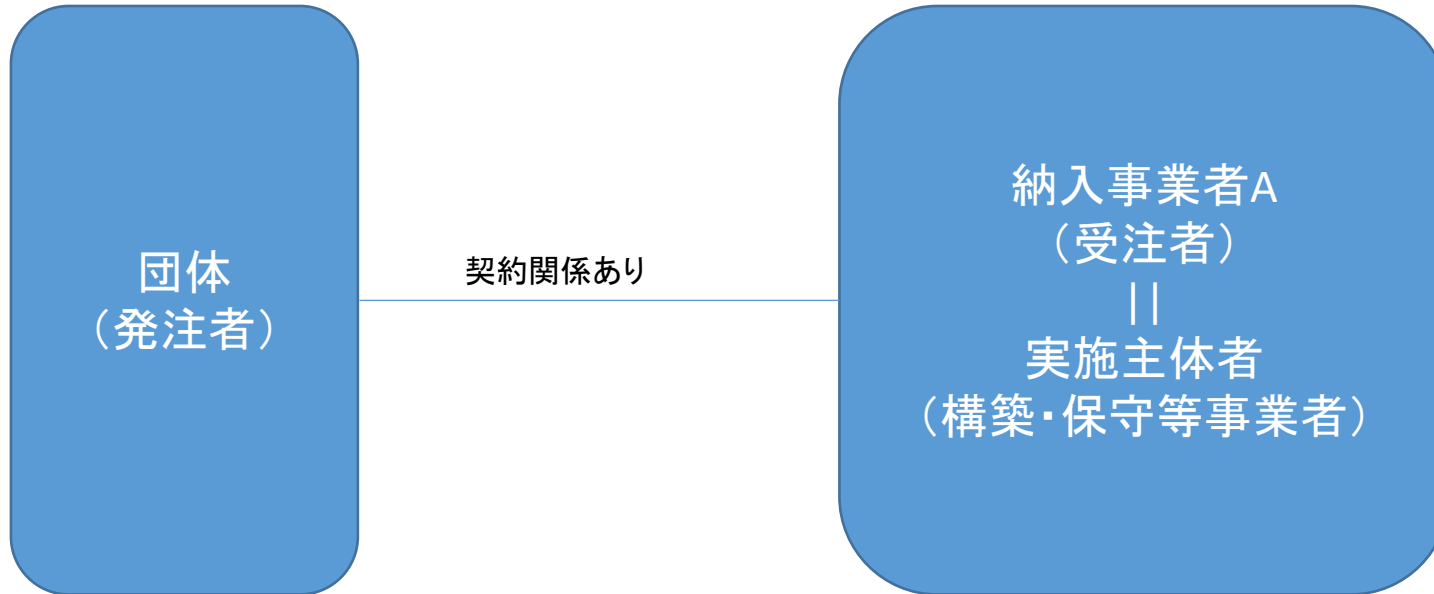 団体
（発注者）
契約関係あり
納入事業者A
（受注者）
||
実施主体者
（構築・保守等事業者）